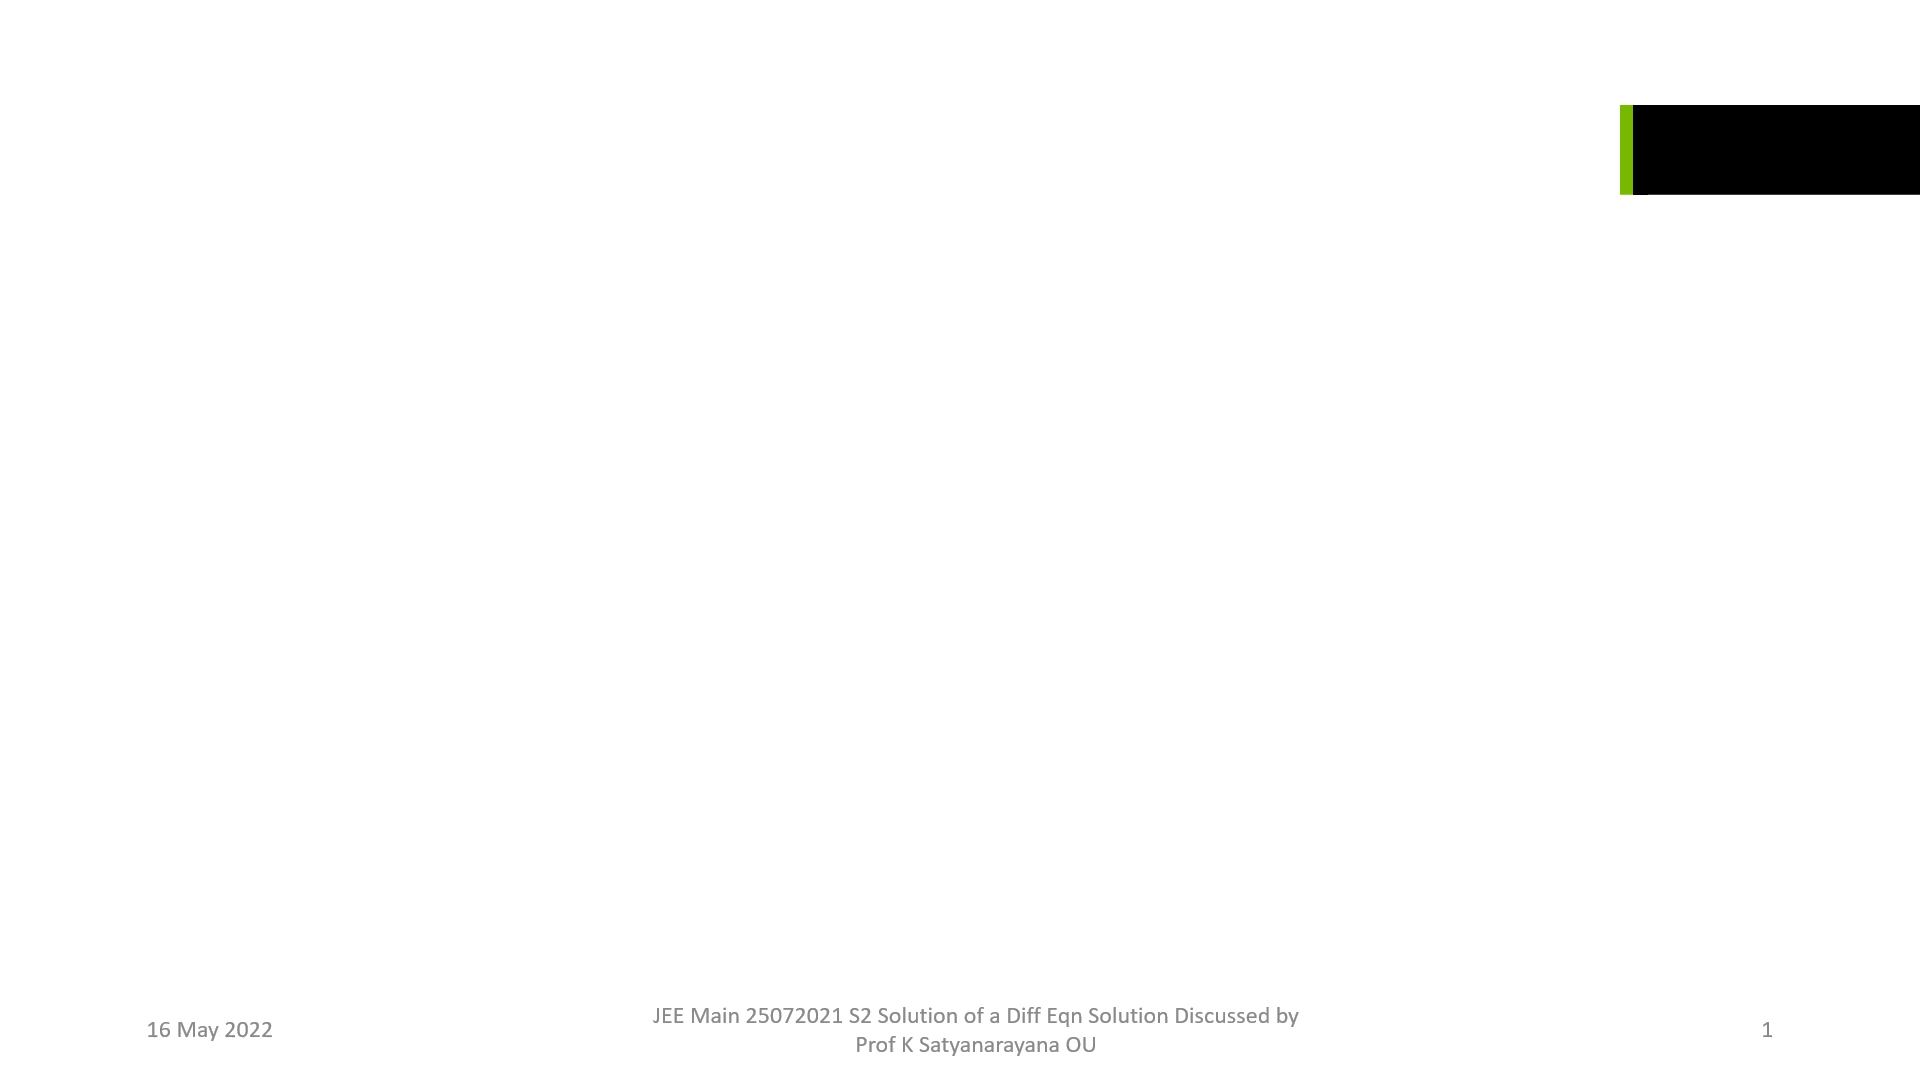 16 May 2022
JEE Main 25072021 S2 Solution of a Diff Eqn Solution Discussed by
Prof K Satyanarayana OU
1